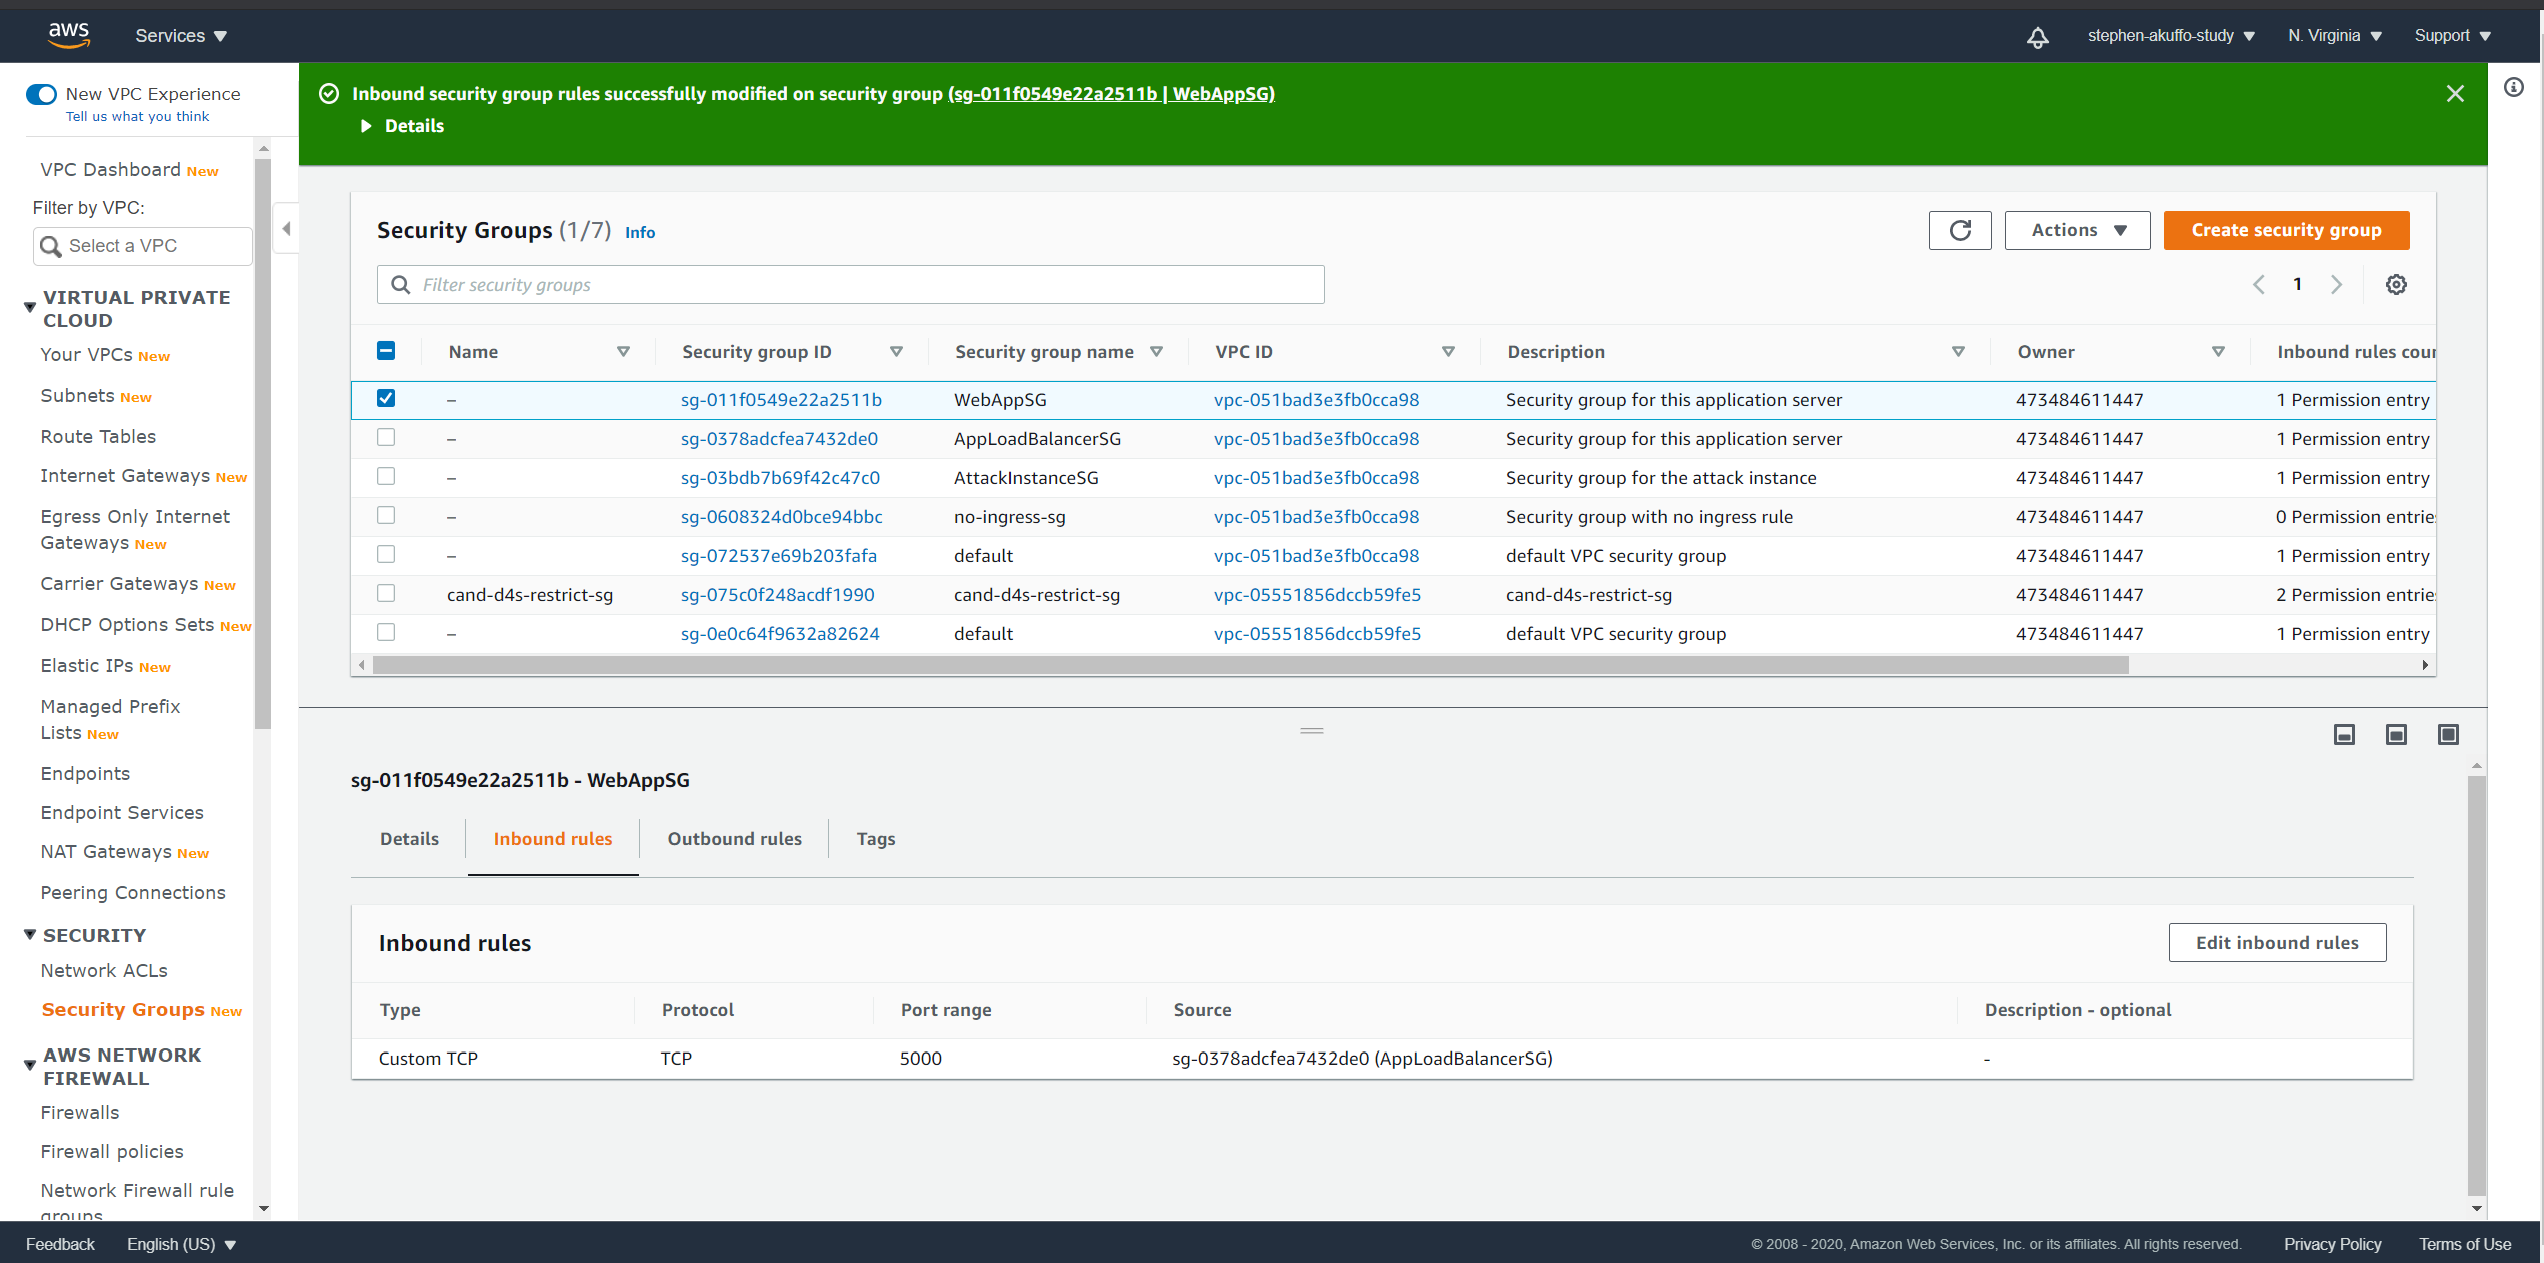 aws Services stephen-akuffo-study N. Virginia Support
New VPC Experience
Tell us what you think
VPC Dashboard New
Filter by VPC:
Select a VPC
VIRTUAL PRIVATE
CLOUD
Your VPCs New
Subnets New
Route Tables
Internet Gateways New
Egress Only Internet
Gateways New
Carrier Gateways New
DHCP Options Sets New
Elastic IPs New
Managed Prefix
Lists New
Endpoints
Endpoint Services
NAT Gateways New
Peering Connections
SECURITY
Network ACLs
Security Groups New
AWS NETWORK
FIREWALL
Firewalls
Firewall policies
Network Firewall rule
groups
Inbound security group rules successfully modified on security group (sg-011f0549e22a2511b | WebAppSG)
Details
Security Groups (1/7) Info
Actions
Create security group
Filter security groups
1
Name Security group ID Security group name VPC ID Description Owner Inbound rules cour
– sg-011f0549e22a2511b WebAppSG vpc-051bad3e3fb0cca98 Security group for this application server 473484611447 1 Permission entry
– sg-0378adcfea7432de0 AppLoadBalancerSG vpc-051bad3e3fb0cca98 Security group for this application server 473484611447 1 Permission entry
– sg-03bdb7b69f42c47c0 AttackInstanceSG vpc-051bad3e3fb0cca98 Security group for the attack instance 473484611447 1 Permission entry
– sg-0608324d0bce94bbc no-ingress-sg vpc-051bad3e3fb0cca98 Security group with no ingress rule 473484611447 0 Permission entrie
– sg-072537e69b203fafa default vpc-051bad3e3fb0cca98 default VPC security group 473484611447 1 Permission entry
cand-d4s-restrict-sg sg-075c0f248acdf1990 cand-d4s-restrict-sg vpc-05551856dccb59fe5 cand-d4s-restrict-sg 473484611447 2 Permission entrie
– sg-0e0c64f9632a82624 default vpc-05551856dccb59fe5 default VPC security group 473484611447 1 Permission entry
sg-011f0549e22a2511b - WebAppSG
Details Inbound rules Outbound rules Tags
Inbound rules
Edit inbound rules
Type Protocol Port range Source Description - optional
Custom TCP TCP 5000 sg-0378adcfea7432de0 (AppLoadBalancerSG) -
Feedback English (US) © 2008 - 2020, Amazon Web Services, Inc. or its affiliates. All rights reserved. Privacy Policy Terms of Use